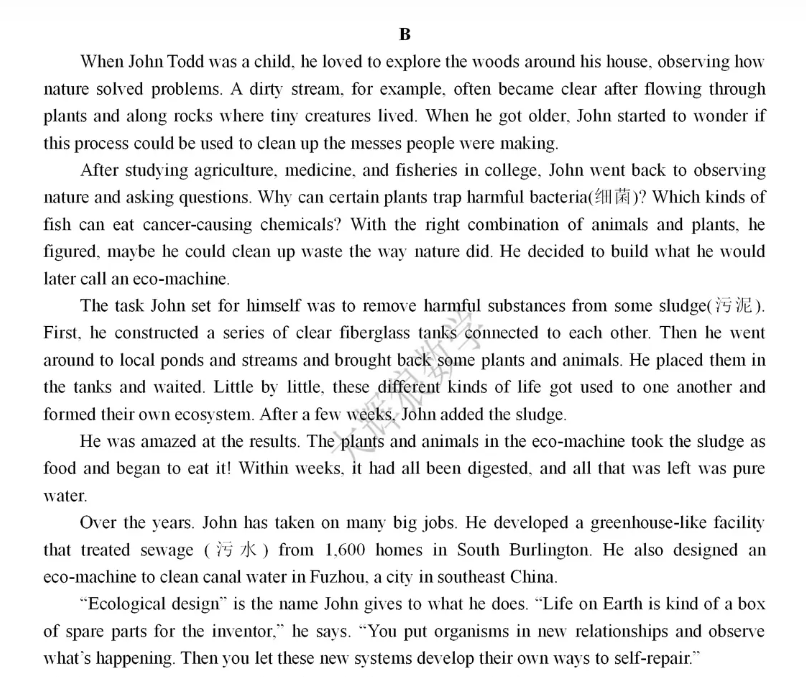 B
When John Todd was a child, he loved to explore the woods around his house, observing how
nature solved problems. A dirty stream, for example, often became clear after flowing through
plants and along rocks where tiny creatures lived. When he got older, John started to wonder if
this process could be used to clean up the messes people were making.
After studying agriculture, medicine, and fisheries in college, John went back to observing
nature and asking questions. Why can certain plants trap harmful bacteria(细菌)? Which kinds of
fish can eat cancer-causing chemicals? With the right combination of animals and plants, he
figured, maybe he could clean up waste the way nature did. He decided to build what he would
later call an eco-machine.
The task John set for himself was to remove harmful substances from some sludge(污泥).
First, he constructed a series of clear fiberglass tanks connected to each other. Then he went
around to local ponds and streams and brought back some plants and animals. He placed them in
the tanks and waited. Little by little, these different kinds of life got used to one another and
formed their own ecosystem. After a few weeks, John added the sludge.
He was amazed at the results. The plants and animals in the eco-machine took the sludge as
food and began to eat it! Within weeks, it had all been digested, and all that was left was pure
water.
Over the years, John has taken on many big jobs. He developed a greenhouse-like facility
that treated sewage (污水) from 1,600 homes in South Burlington. He also designed an
eco-machine to clean canal water in Fuzhou, a city in southeast China.
“Ecological design” is the name John gives to what he does. “Life on Earth is kind of a box
of spare parts for the inventor,” he says. “You put organisms in new relationships and observe
what's happening. Then you let these new systems develop their own ways to self-repair.”
大辉狼数学